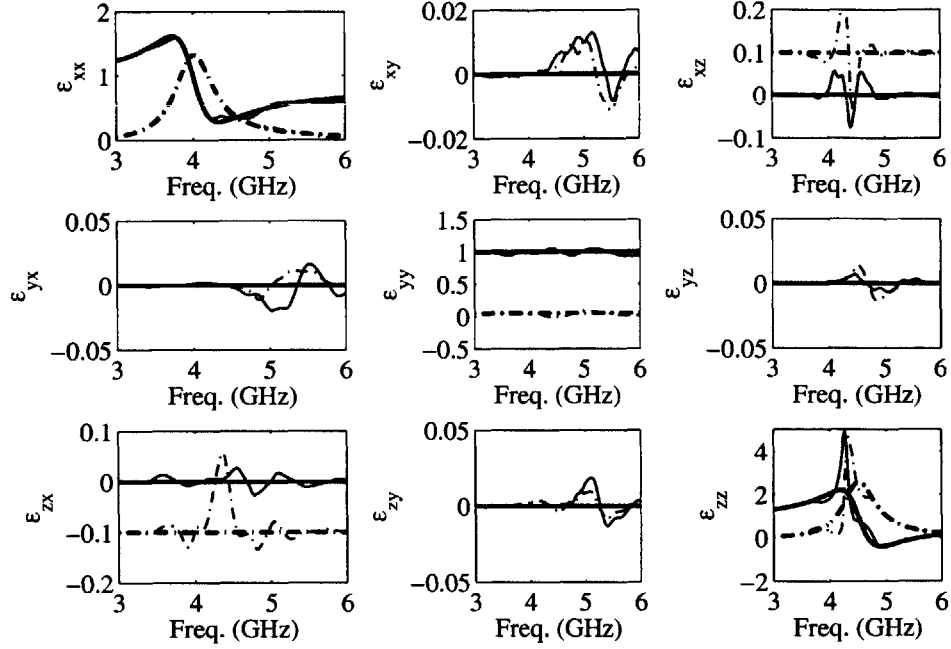 2
1
0
ε_xx
3 4 5 6
Freq. (GHz)
0.02
0
−0.02
ε_xy
3 4 5 6
Freq. (GHz)
0.2
0.1
0
−0.1
ε_xz
3 4 5 6
Freq. (GHz)
0.05
0
−0.05
ε_yx
3 4 5 6
Freq. (GHz)
1.5
1
0.5
0
−0.5
ε_yy
3 4 5 6
Freq. (GHz)
0.05
0
−0.05
ε_yz
3 4 5 6
Freq. (GHz)
0.1
0
−0.1
−0.2
ε_zx
3 4 5 6
Freq. (GHz)
0.05
0
−0.05
ε_zy
3 4 5 6
Freq. (GHz)
4
2
0
−2
ε_zz
3 4 5 6
Freq. (GHz)